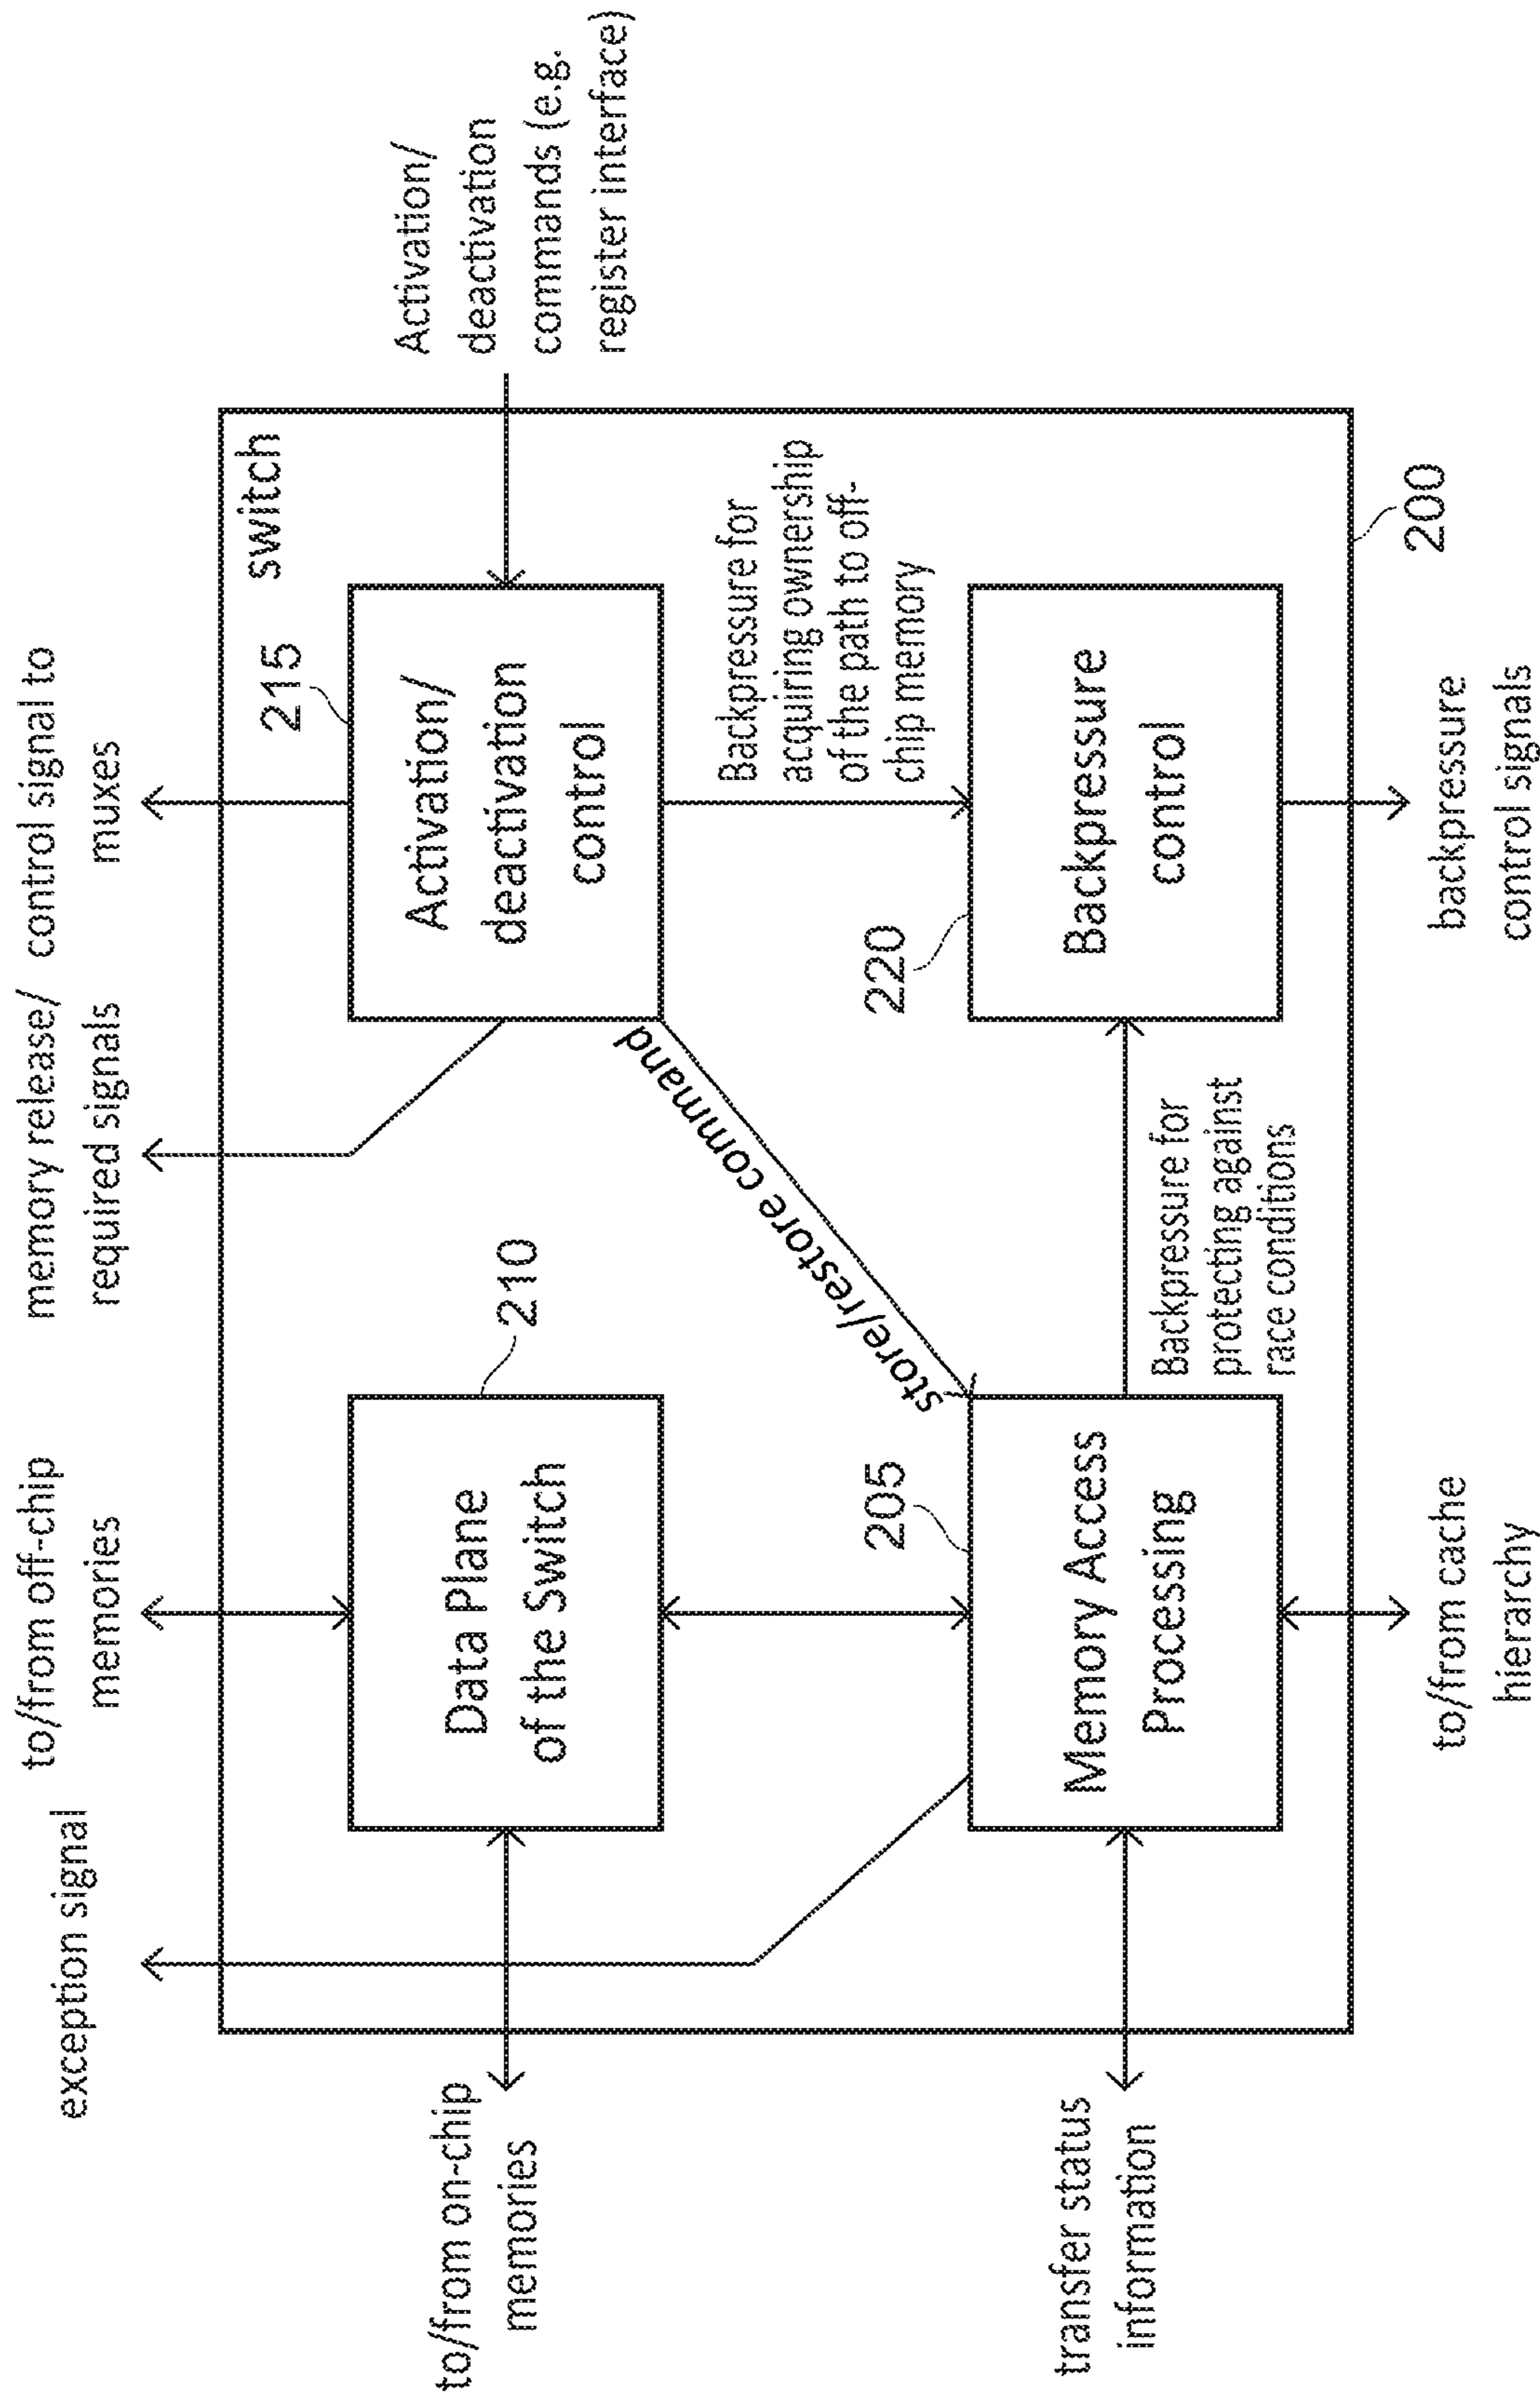 exception signal
to/from off-chip
memories
memory release/
required signals
control signal to
muxes
switch
215
Activation/
deactivation
control
Activation/
deactivation
commands (e.g.
register interface)
210
Data Plane
of the Switch
to/from on-chip
memories
store/restore command
Backpressure for
acquiring ownership
of the path to off-
chip memory
205
Memory Access
Processing
220
Backpressure
control
Backpressure for
protecting against
race conditions
transfer status
information
to/from cache
hierarchy
backpressure
control signals
200